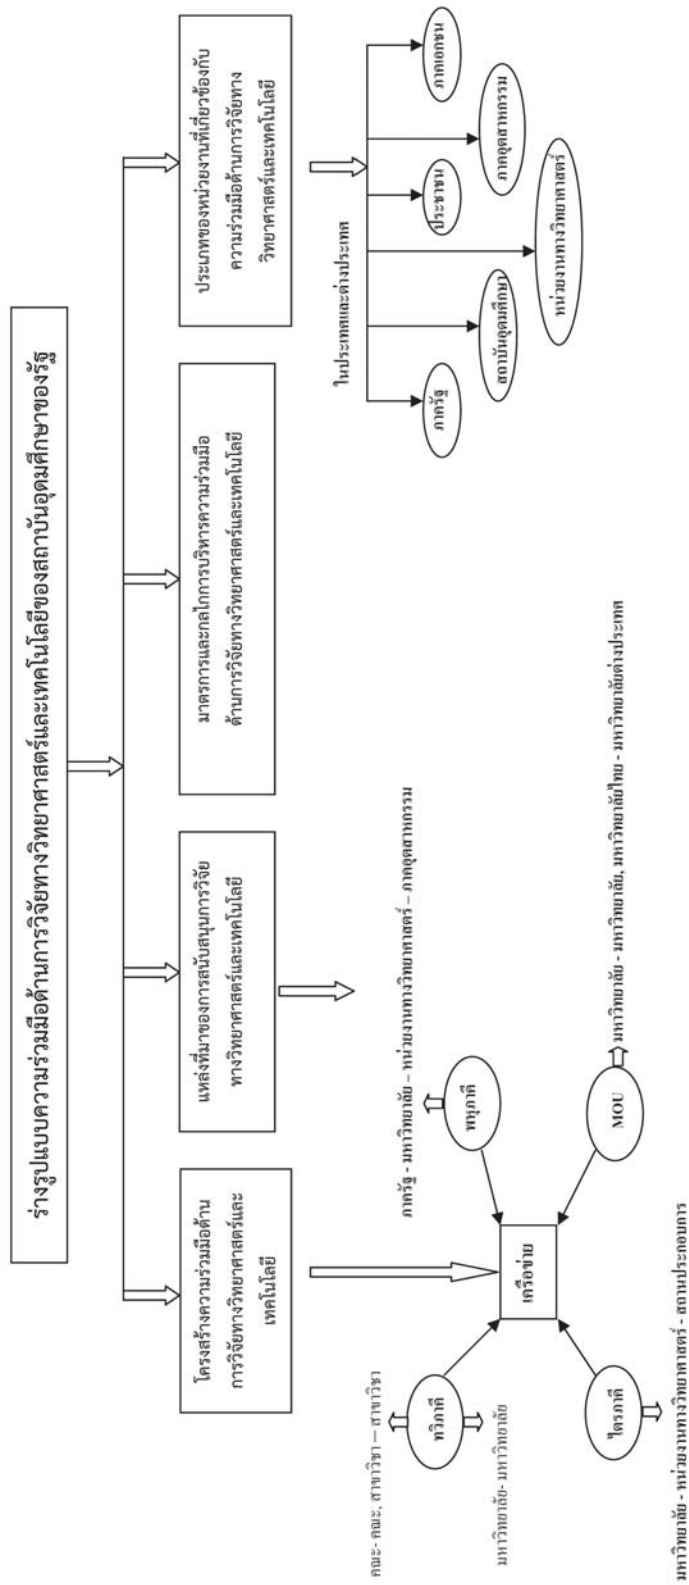 ร่างรูปแบบความร่วมมือด้านการวิจัยทางวิทยาศาสตร์และเทคโนโลยีของสถาบันอุดมศึกษาของรัฐ
โครงสร้างความร่วมมือด้าน
การวิจัยทางวิทยาศาสตร์และ
เทคโนโลยี
แหล่งที่มาของการสนับสนุนการวิจัย
ทางวิทยาศาสตร์และเทคโนโลยี
มาตรการและกลไกการบริหารความร่วมมือ
ด้านการวิจัยทางวิทยาศาสตร์และเทคโนโลยี
ประเภทของหน่วยงานที่เกี่ยวข้องกับ
ความร่วมมือด้านการวิจัยทาง
วิทยาศาสตร์และเทคโนโลยี
ในประเทศและต่างประเทศ
ภาครัฐ
สถาบันอุดมศึกษา
หน่วยงานทางวิทยาศาสตร์
ประชาชน
ภาคอุตสาหกรรม
ภาคเอกชน
คณะ- คณะ, สาขาวิชา – สาขาวิชา
ทวิภาคี
มหาวิทยาลัย- มหาวิทยาลัย
ภาครัฐ - มหาวิทยาลัย – หน่วยงานทางวิทยาศาสตร์ – ภาคอุตสาหกรรม
พหุภาคี
เครือข่าย
ไตรภาคี
มหาวิทยาลัย - หน่วยงานทางวิทยาศาสตร์ - สถานประกอบการ
MOU
มหาวิทยาลัย - มหาวิทยาลัย, มหาวิทยาลัยไทย - มหาวิทยาลัยต่างประเทศ